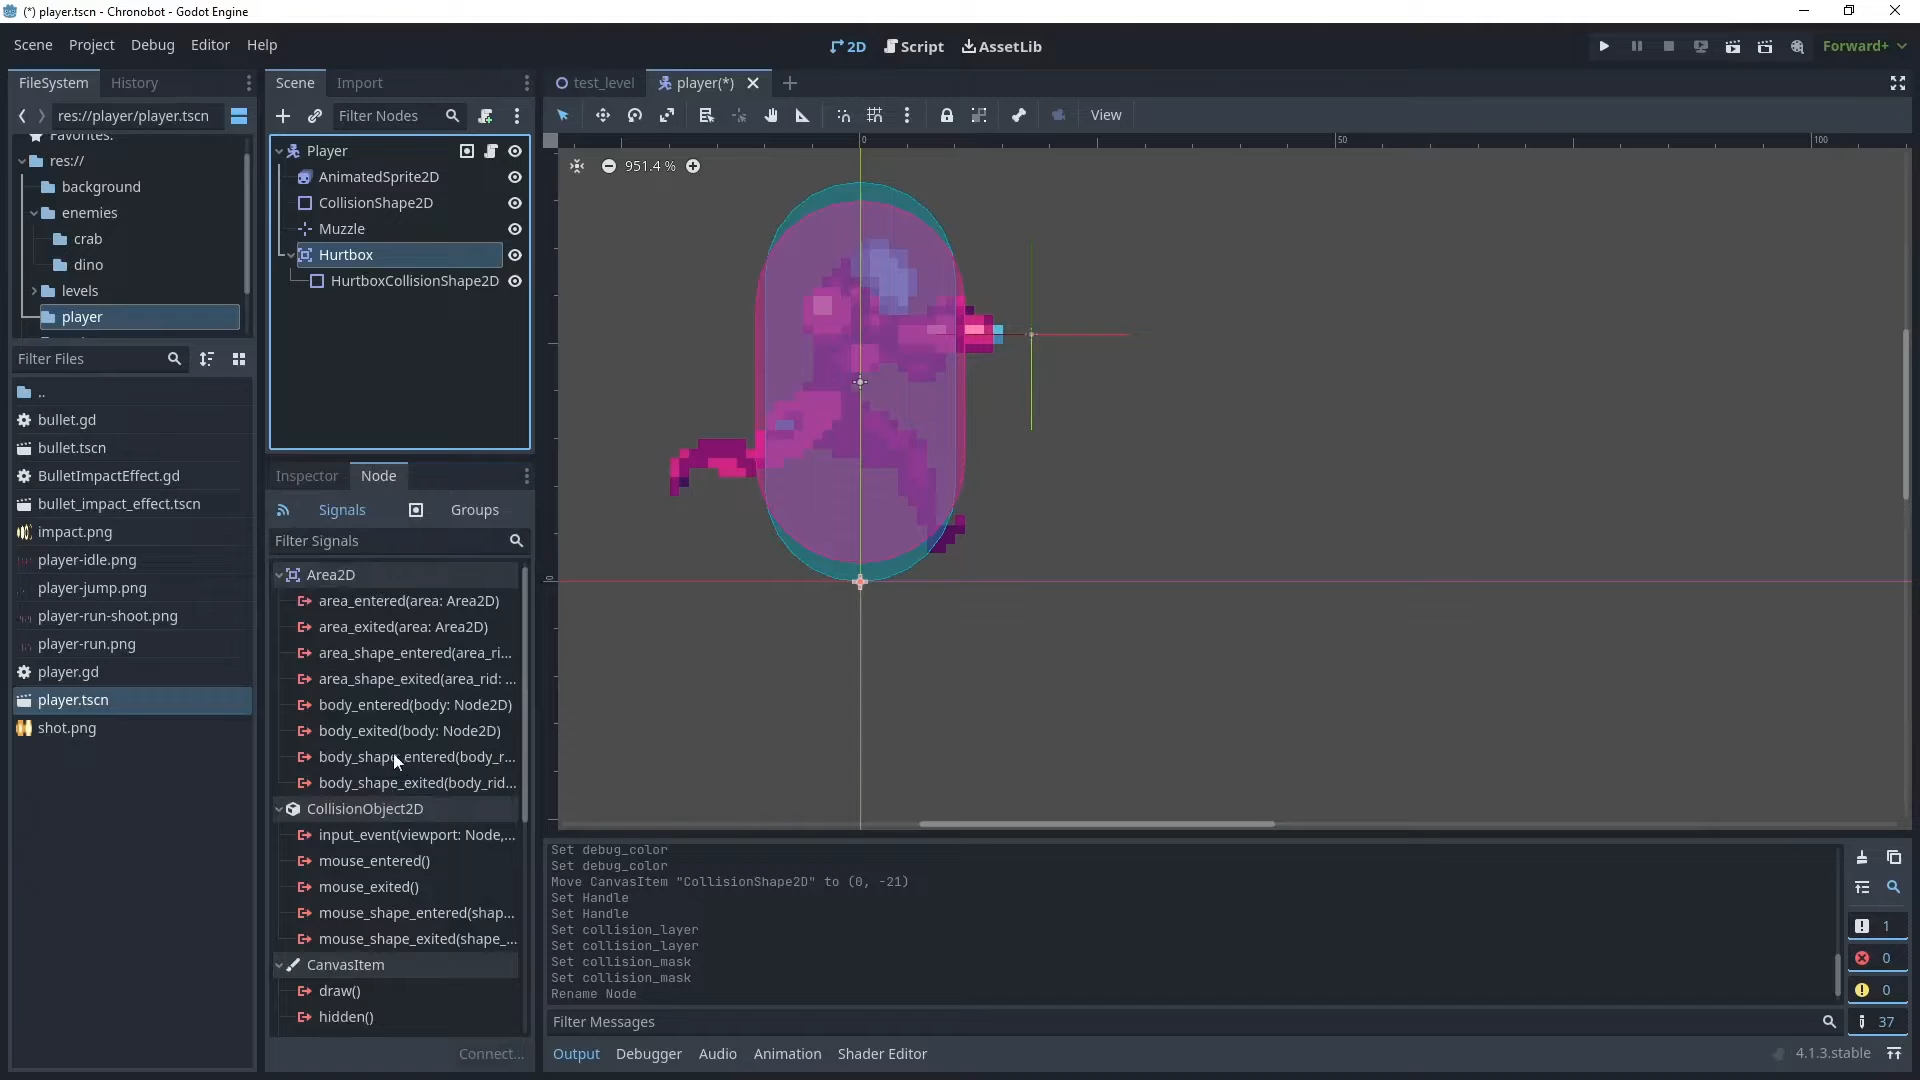 (*) player.tscn - Chronobot - Godot Engine
Scene Project Debug Editor Help
2D Script AssetLib
Forward+
FileSystem History
res://player/player.tscn
Favorites:
res://
background
enemies
crab
dino
levels
player
Filter Files
..
bullet.gd
bullet.tscn
BulletImpactEffect.gd
bullet_impact_effect.tscn
impact.png
player-idle.png
player-jump.png
player-run-shoot.png
player-run.png
player.gd
player.tscn
shot.png
Scene Import
Filter Nodes
Player
AnimatedSprite2D
CollisionShape2D
Muzzle
Hurtbox
HurtboxCollisionShape2D
Inspector Node
Signals Groups
Filter Signals
Area2D
area_entered(area: Area2D)
area_exited(area: Area2D)
area_shape_entered(area_ri...
area_shape_exited(area_rid: ...
body_entered(body: Node2D)
body_exited(body: Node2D)
body_shape_entered(body_r...
body_shape_exited(body_rid...
CollisionObject2D
input_event(viewport: Node,...
mouse_entered()
mouse_exited()
mouse_shape_entered(shap...
mouse_shape_exited(shape_...
CanvasItem
draw()
hidden()
Connect...
test_level player(*)
View
0 50 100
951.4 %
0
Set debug_color
Set debug_color
Move CanvasItem "CollisionShape2D" to (0, -21)
Set Handle
Set Handle
Set collision_layer
Set collision_layer
Set collision_mask
Set collision_mask
Rename Node
1
0
0
37
Filter Messages
Output Debugger Audio Animation Shader Editor
4.1.3.stable